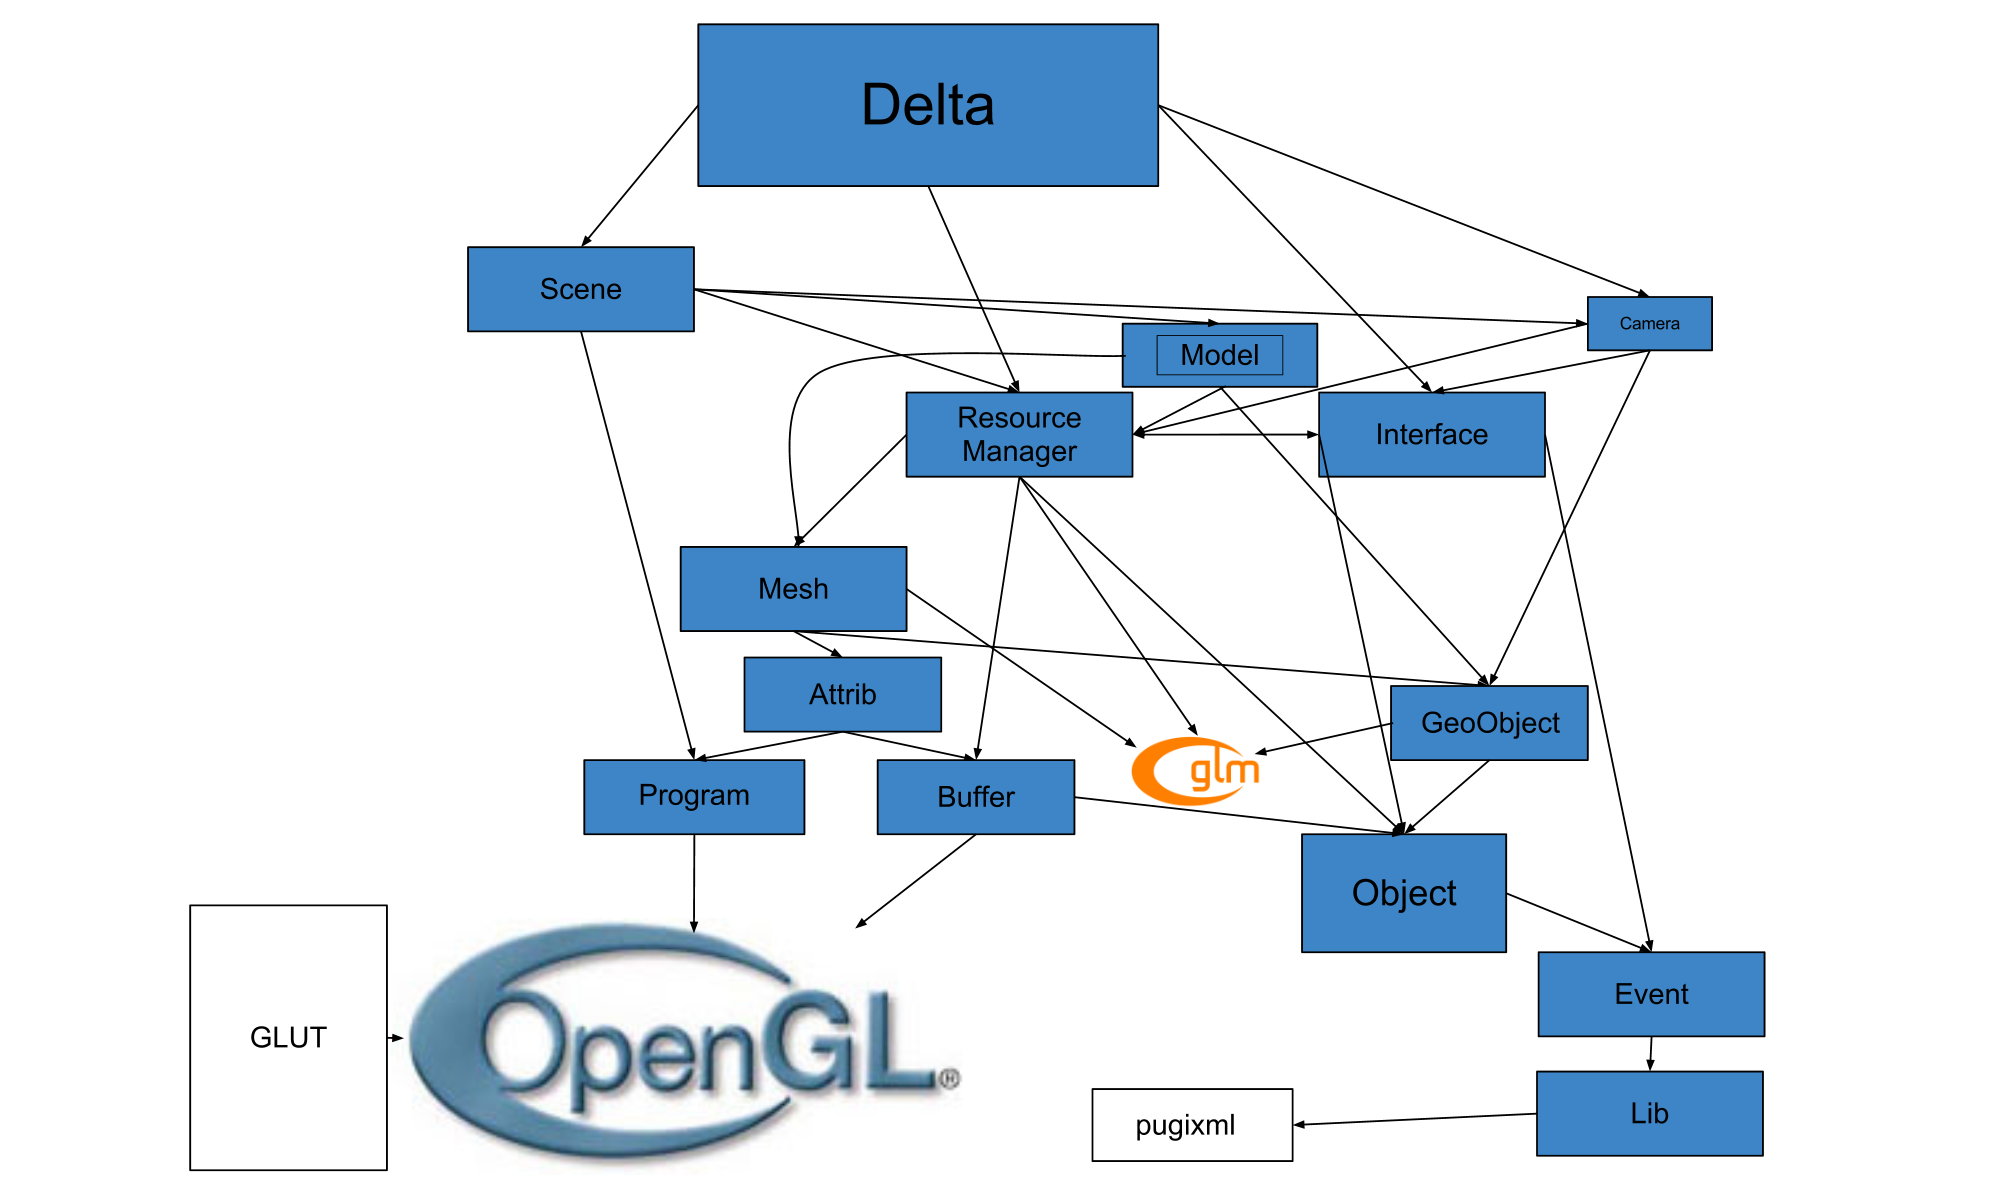 Delta
Scene
Camera
Model
Resource
Manager
Interface
Mesh
Attrib
GeoObject
glm
Program
Buffer
Object
OpenGL®
GLUT
Event
Lib
pugixml